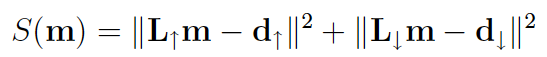 S(m) = ‖L↑m − d↑‖² + ‖L↓m − d↓‖²